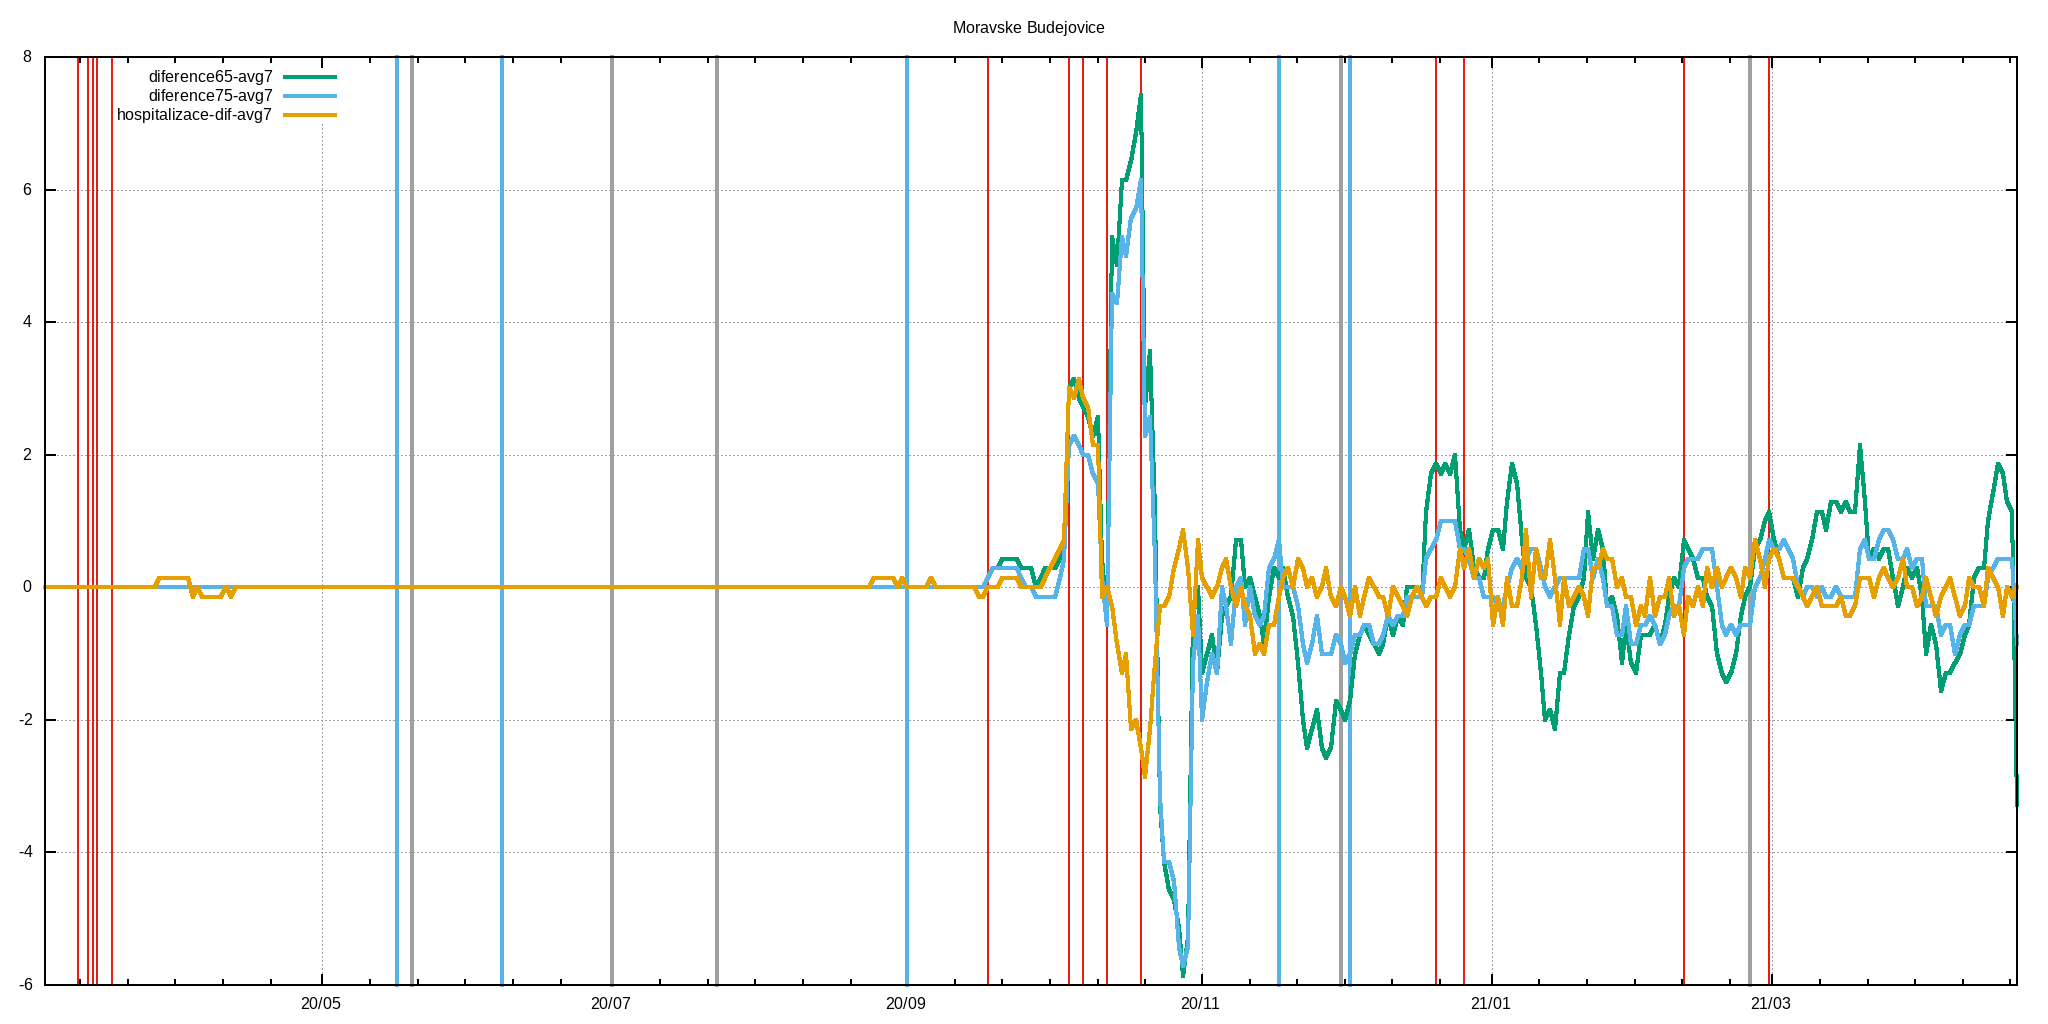 Moravske Budejovice
8
diference65-avg7
diference75-avg7
hospitalizace-dif-avg7
6
4
2
0
-2
-4
-6
20/05 20/07 20/09 20/11 21/01 21/03